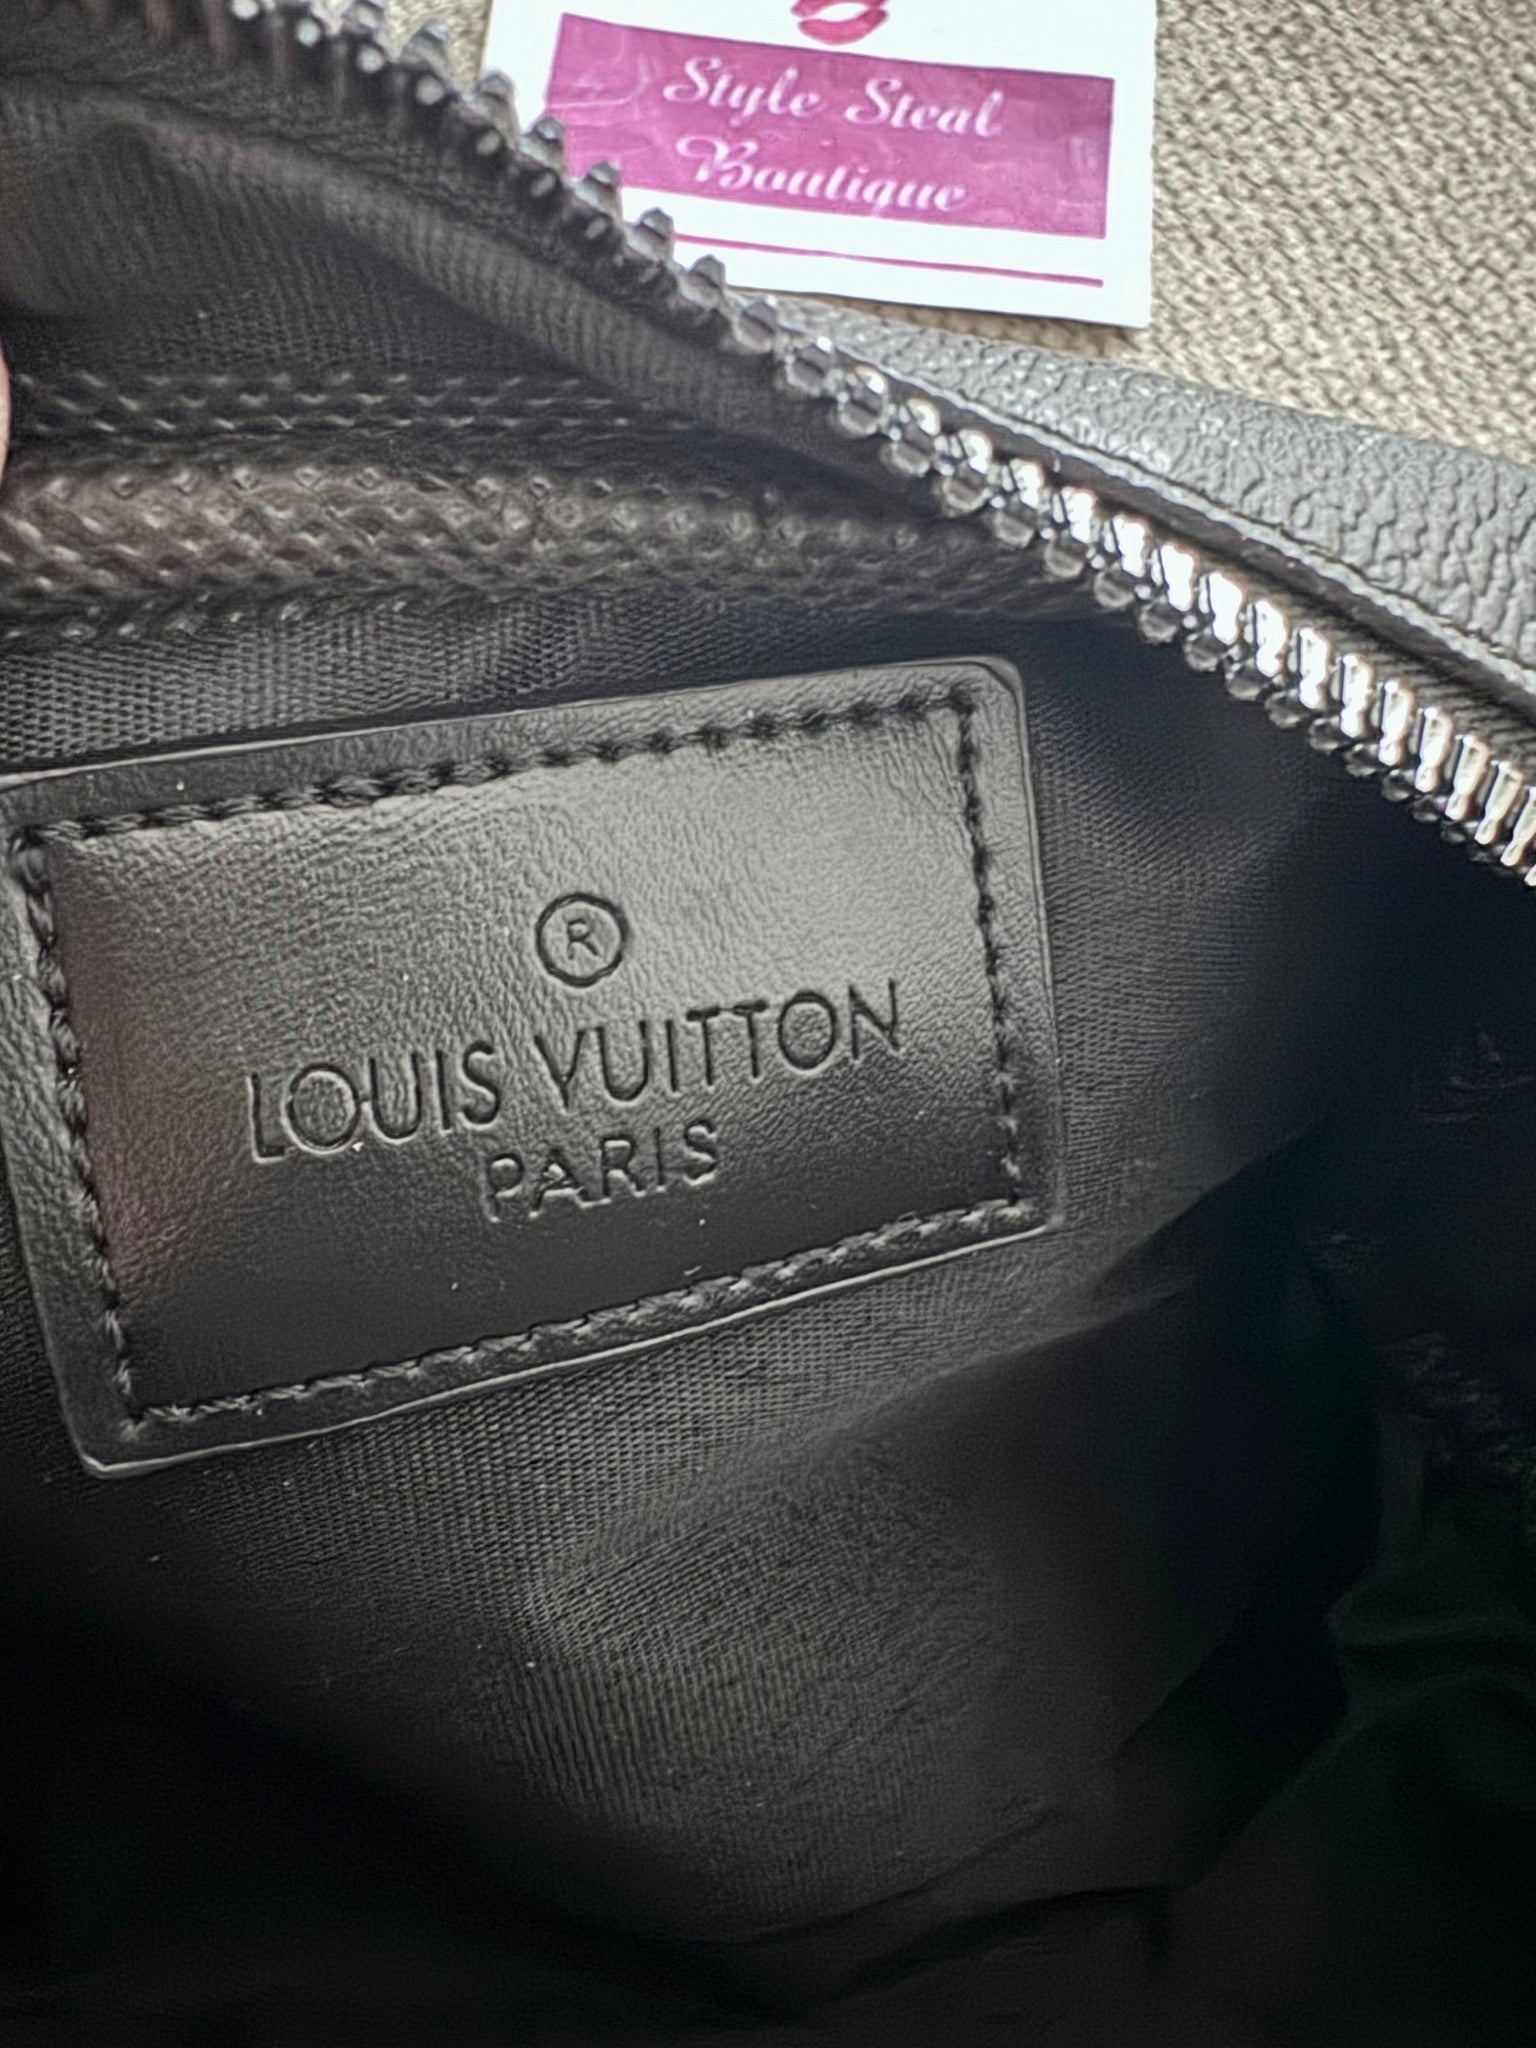 Style Steal
Boutique
®
LOUIS VUITTON
PARIS